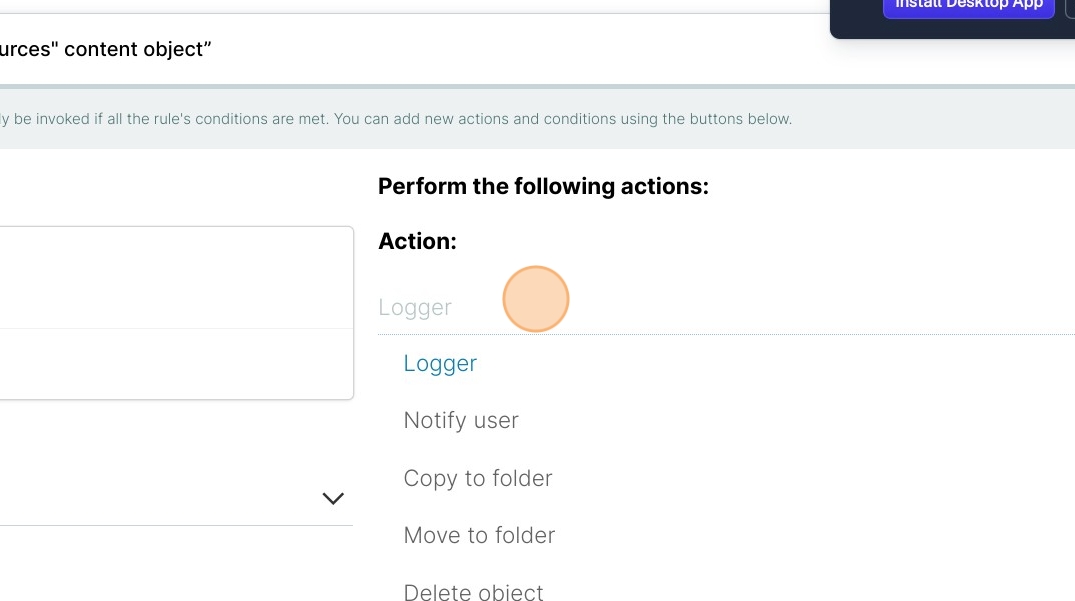 Install Desktop App
urces" content object”
ly be invoked if all the rule's conditions are met. You can add new actions and conditions using the buttons below.
Perform the following actions:
Action:
Logger
Logger
Notify user
Copy to folder
Move to folder
Delete object